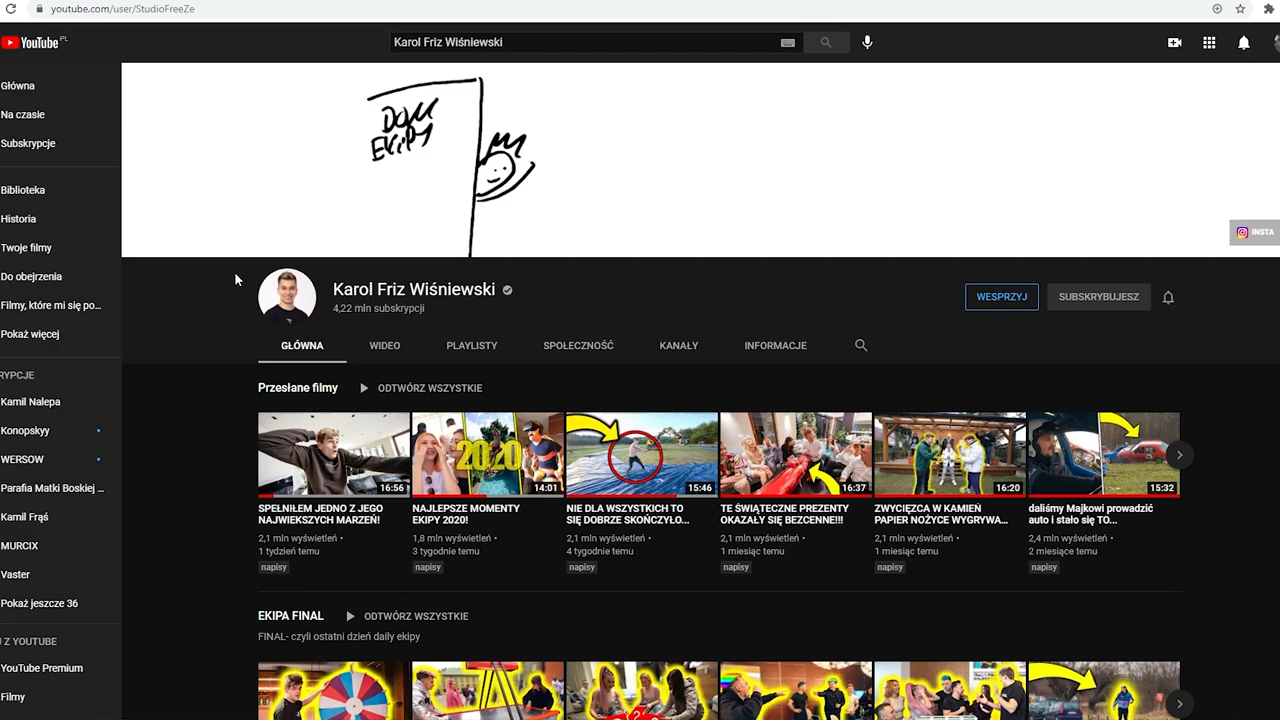 youtube.com/user/StudioFreeZe
YouTube PL
Karol Friz Wiśniewski
Główna
Na czasie
Subskrypcje
Biblioteka
Historia
Twoje filmy
Do obejrzenia
Filmy, które mi się po...
Pokaż więcej
RYPCJE
Kamil Nalepa
Konopskyy
WERSOW
Parafia Matki Boskiej ...
Kamil Frąś
MURCIX
Vaster
Pokaż jeszcze 36
J Z YOUTUBE
YouTube Premium
Filmy
DOM
EKIPY
INSTA
Karol Friz Wiśniewski
4,22 mln subskrypcji
WESPRZYJ
SUBSKRYBUJESZ
GŁÓWNA WIDEO PLAYLISTY SPOŁECZNOŚĆ KANAŁY INFORMACJE
Przesłane filmy ODTWÓRZ WSZYSTKIE
16:56
SPEŁNIŁEM JEDNO Z JEGO
NAJWIEKSZYCH MARZEŃ!
2,1 mln wyświetleń •
1 tydzień temu
napisy
2020
14:01
NAJLEPSZE MOMENTY
EKIPY 2020!
1,8 mln wyświetleń •
3 tygodnie temu
napisy
15:46
NIE DLA WSZYSTKICH TO
SIĘ DOBRZE SKOŃCZYŁO...
2,1 mln wyświetleń •
4 tygodnie temu
napisy
16:37
TE ŚWIĄTECZNE PREZENTY
OKAZAŁY SIĘ BEZCENNE!!!
2,1 mln wyświetleń •
1 miesiąc temu
napisy
16:20
ZWYCIĘZCA W KAMIEŃ
PAPIER NOŻYCE WYGRYWA...
2,1 mln wyświetleń •
1 miesiąc temu
napisy
15:32
daliśmy Majkowi prowadzić
auto i stało się TO...
2,4 mln wyświetleń •
2 miesiące temu
napisy
EKIPA FINAL ODTWÓRZ WSZYSTKIE
FINAL- czyli ostatni dzień daily ekipy